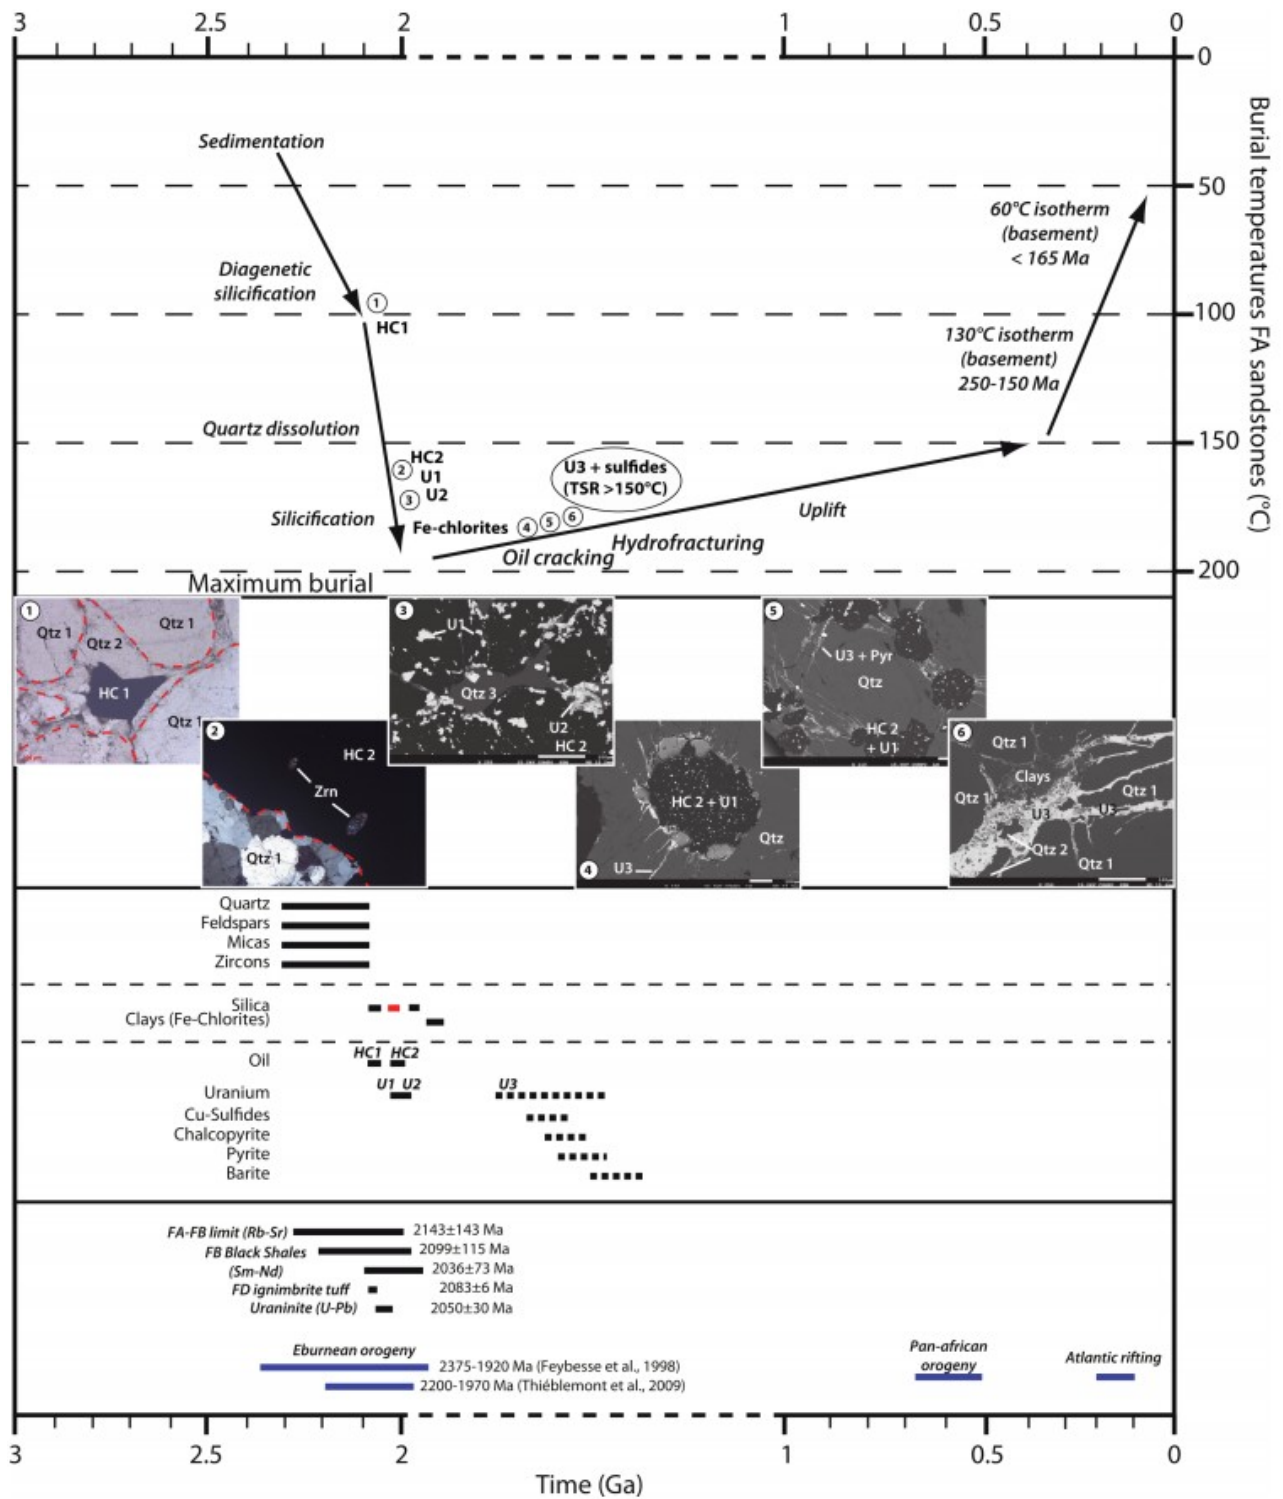 3 2.5 2 1 0.5 0
0
Sedimentation
50
60°C isotherm
(basement)
< 165 Ma
Diagenetic
silicification
1
HC1
100
130°C isotherm
(basement)
250-150 Ma
Burial temperatures FA sandstones (°C)
Quartz dissolution
150
HC2
2
U1
3
U2
U3 + sulfides
(TSR >150°C)
Silicification
Fe-chlorites
4 5 6
Uplift
Hydrofracturing
Oil cracking
Maximum burial
200
1
Qtz 1
Qtz 2
Qtz 1
HC 1
Qtz 1
2
HC 2
Zrn
Qtz 1
3
U1
Qtz 3
U2
HC 2
HC 2 + U1
Qtz
U3
4
5
U3 + Pyr
Qtz
HC 2
+ U1
6
Qtz 1
Clays
Qtz 1
Qtz 1
U3
U3
Qtz 2
Qtz 1
Quartz
Feldspars
Micas
Zircons
Silica
Clays (Fe-Chlorites)
HC1 HC2
Oil
U1 U2 U3
Uranium
Cu-Sulfides
Chalcopyrite
Pyrite
Barite
FA-FB limit (Rb-Sr) 2143±143 Ma
FB Black Shales 2099±115 Ma
(Sm-Nd) 2036±73 Ma
FD ignimbrite tuff 2083±6 Ma
Uraninite (U-Pb) 2050±30 Ma
Eburnean orogeny
2375-1920 Ma (Feybesse et al., 1998)
2200-1970 Ma (Thiéblemont et al., 2009)
Pan-african
orogeny
Atlantic rifting
3 2.5 2 1 0.5 0
Time (Ga)